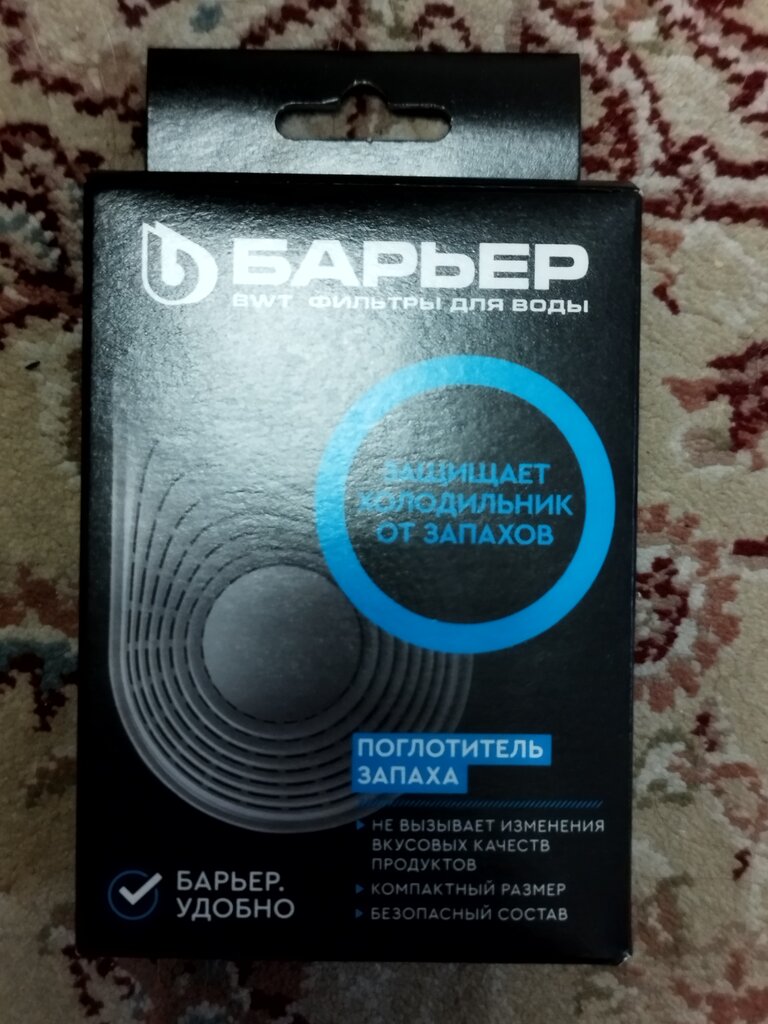 БАРЬЕР
BWT ФИЛЬТРЫ ДЛЯ ВОДЫ
ЗАЩИЩАЕТ
ХОЛОДИЛЬНИК
ОТ ЗАПАХОВ
ПОГЛОТИТЕЛЬ
ЗАПАХА
НЕ ВЫЗЫВАЕТ ИЗМЕНЕНИЯ
ВКУСОВЫХ КАЧЕСТВ
ПРОДУКТОВ
КОМПАКТНЫЙ РАЗМЕР
БЕЗОПАСНЫЙ СОСТАВ
БАРЬЕР.
УДОБНО